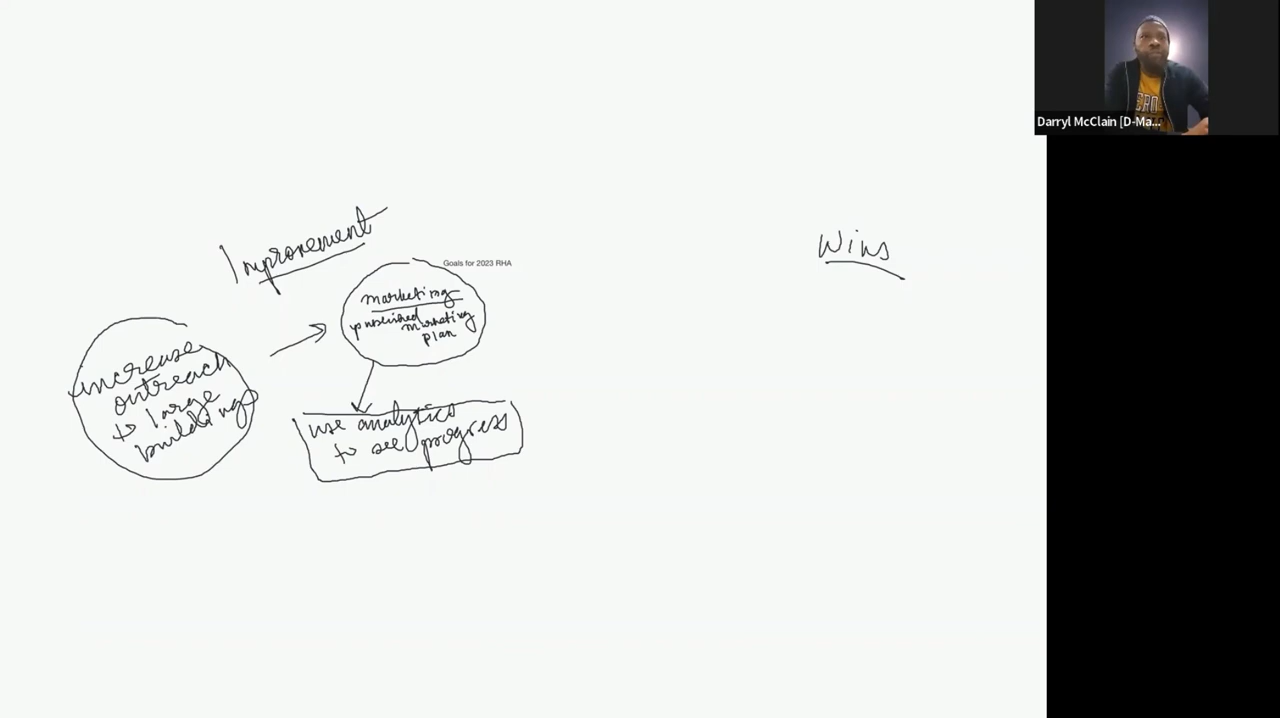 Darryl McClain [D-Ma...
Improvement
Wins
Goals for 2023 RHA
marketing
marketing
plan
increase
outreach
to large
buildings
use analytics
to see progress